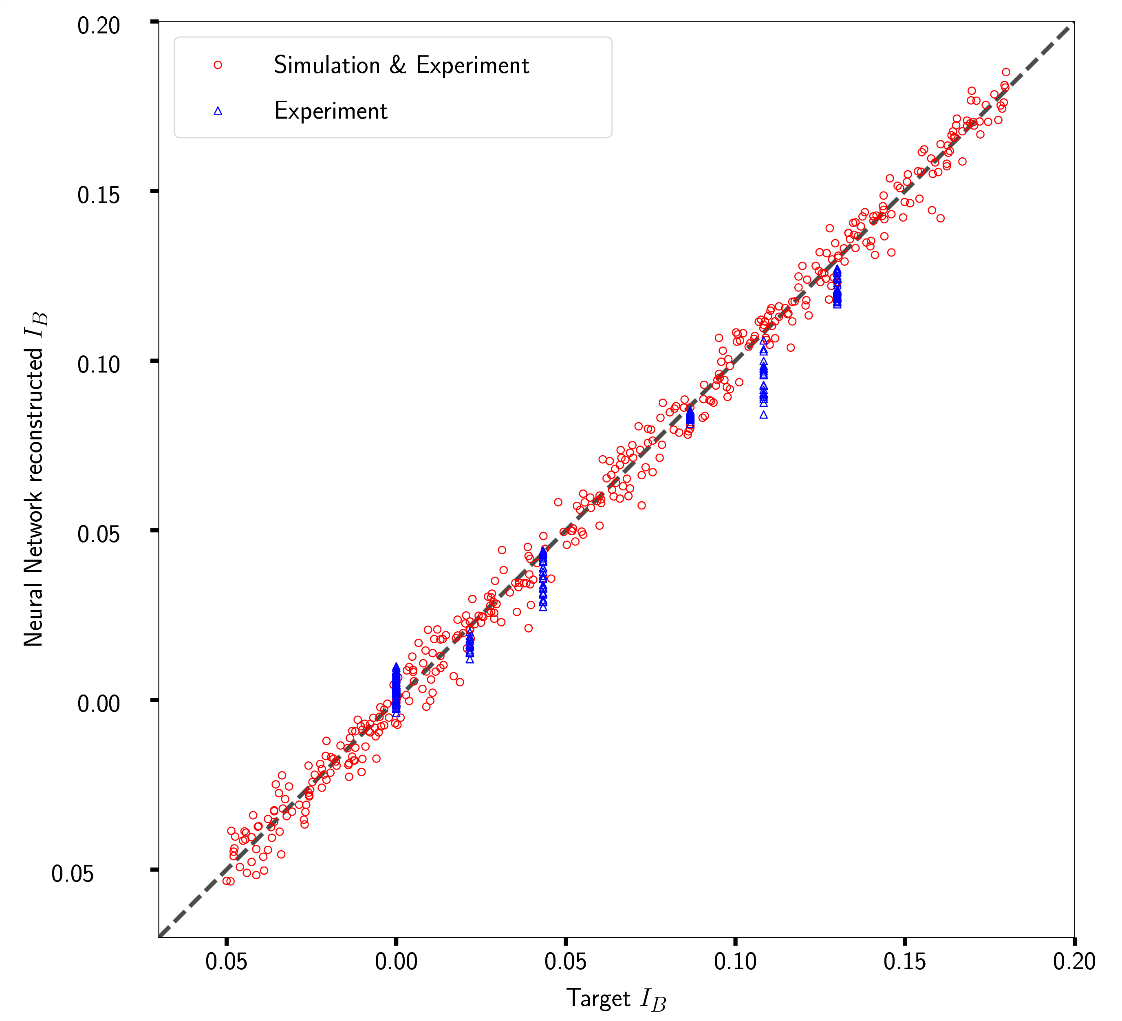 0.20
Simulation & Experiment
Experiment
0.15
0.10
0.05
0.00
0.05
Neural Network reconstructed I_B
0.05 0.00 0.05 0.10 0.15 0.20
Target I_B